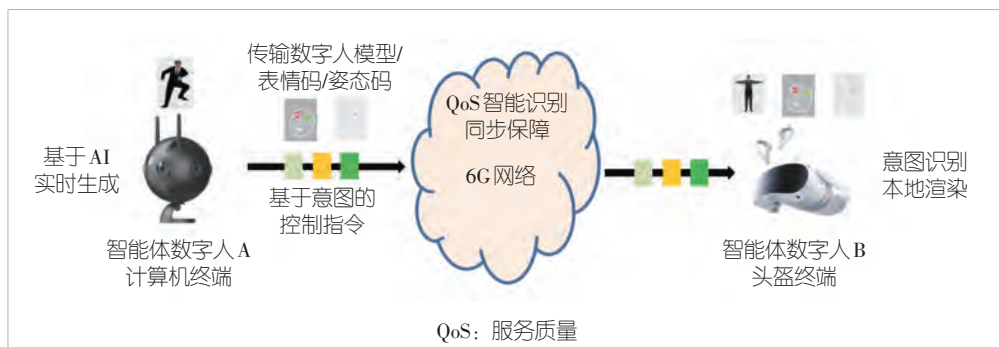 传输数字人模型/
表情码/姿态码
基于AI
实时生成
基于意图的
控制指令
智能体数字人A
计算机终端
QoS智能识别
同步保障
6G网络
意图识别
本地渲染
智能体数字人B
头盔终端
QoS：服务质量